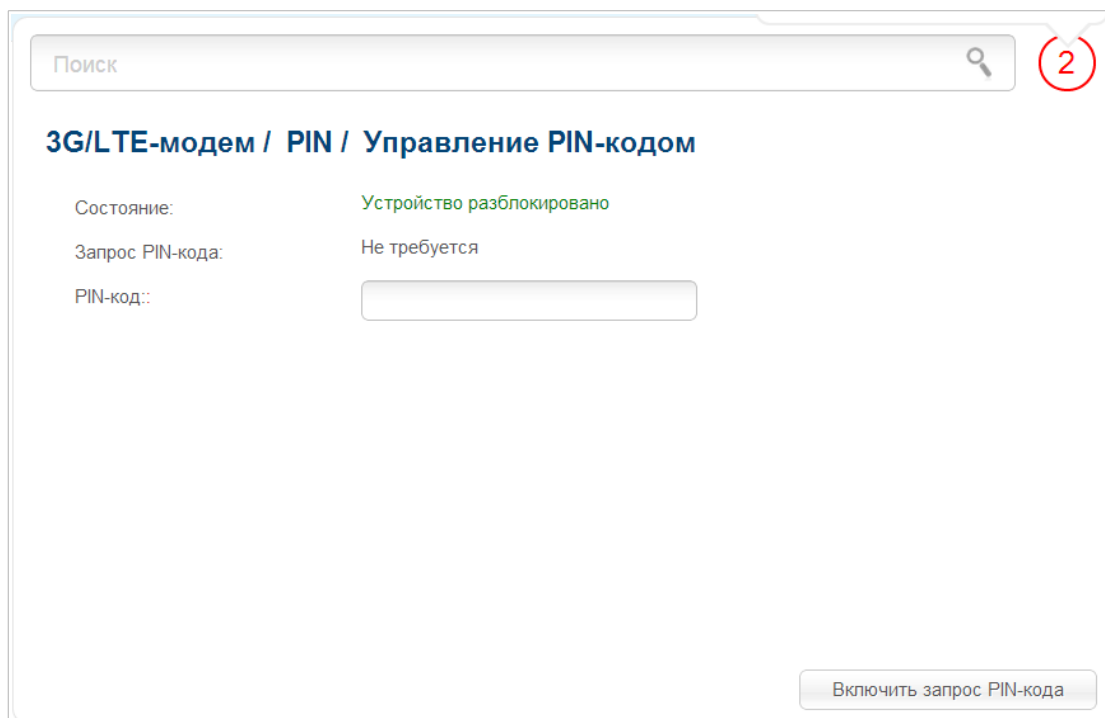 Поиск
2
3G/LTE-модем / PIN / Управление PIN-кодом
Состояние: Устройство разблокировано
Запрос PIN-кода: Не требуется
PIN-код::
Включить запрос PIN-кода